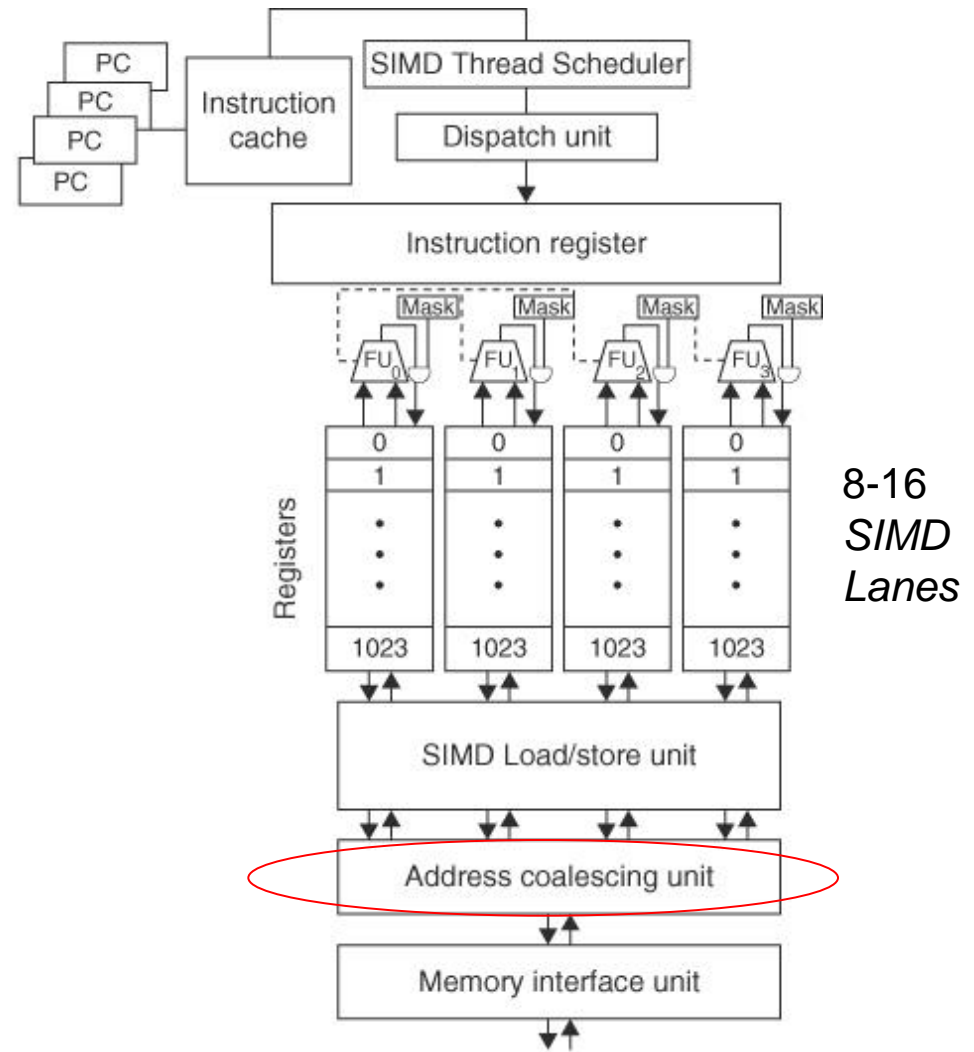 PC
PC
PC
PC
Instruction
cache
SIMD Thread Scheduler
Dispatch unit
Instruction register
Mask Mask Mask Mask
FU0 FU1 FU2 FU3
Registers
0 0 0 0
1 1 1 1
1023 1023 1023 1023
8-16
SIMD
Lanes
SIMD Load/store unit
Address coalescing unit
Memory interface unit